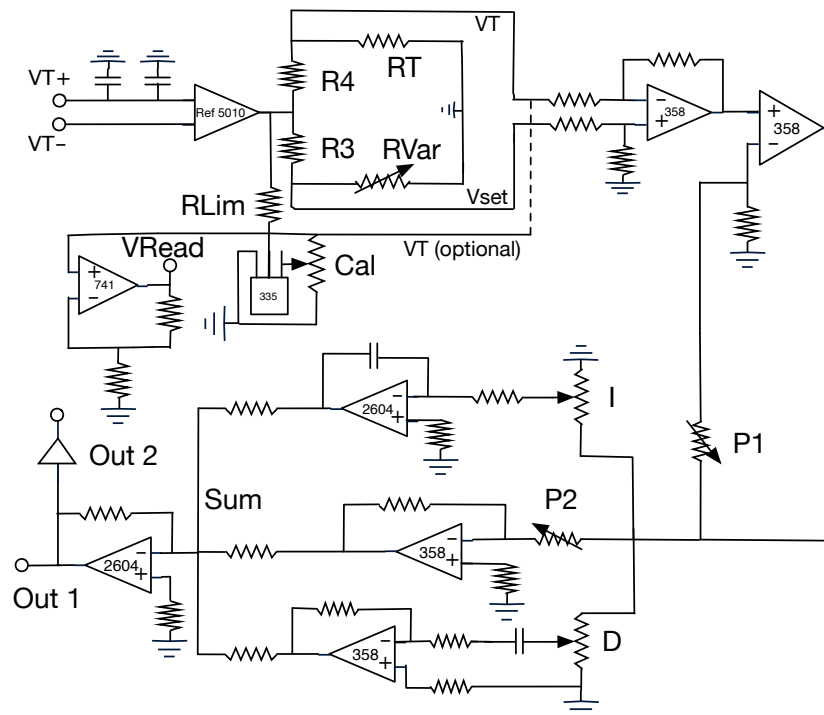 VT
VT+
RT
R4
Ref 5010
− 
+
358
+
−
358
VT−
R3
RVar
RLim
Vset
VRead
VT (optional)
+
−
741
335
Cal
−
+
2604
I
P1
Out 2
Sum
P2
−
+
358
−
+
2604
Out 1
−
+
358
D